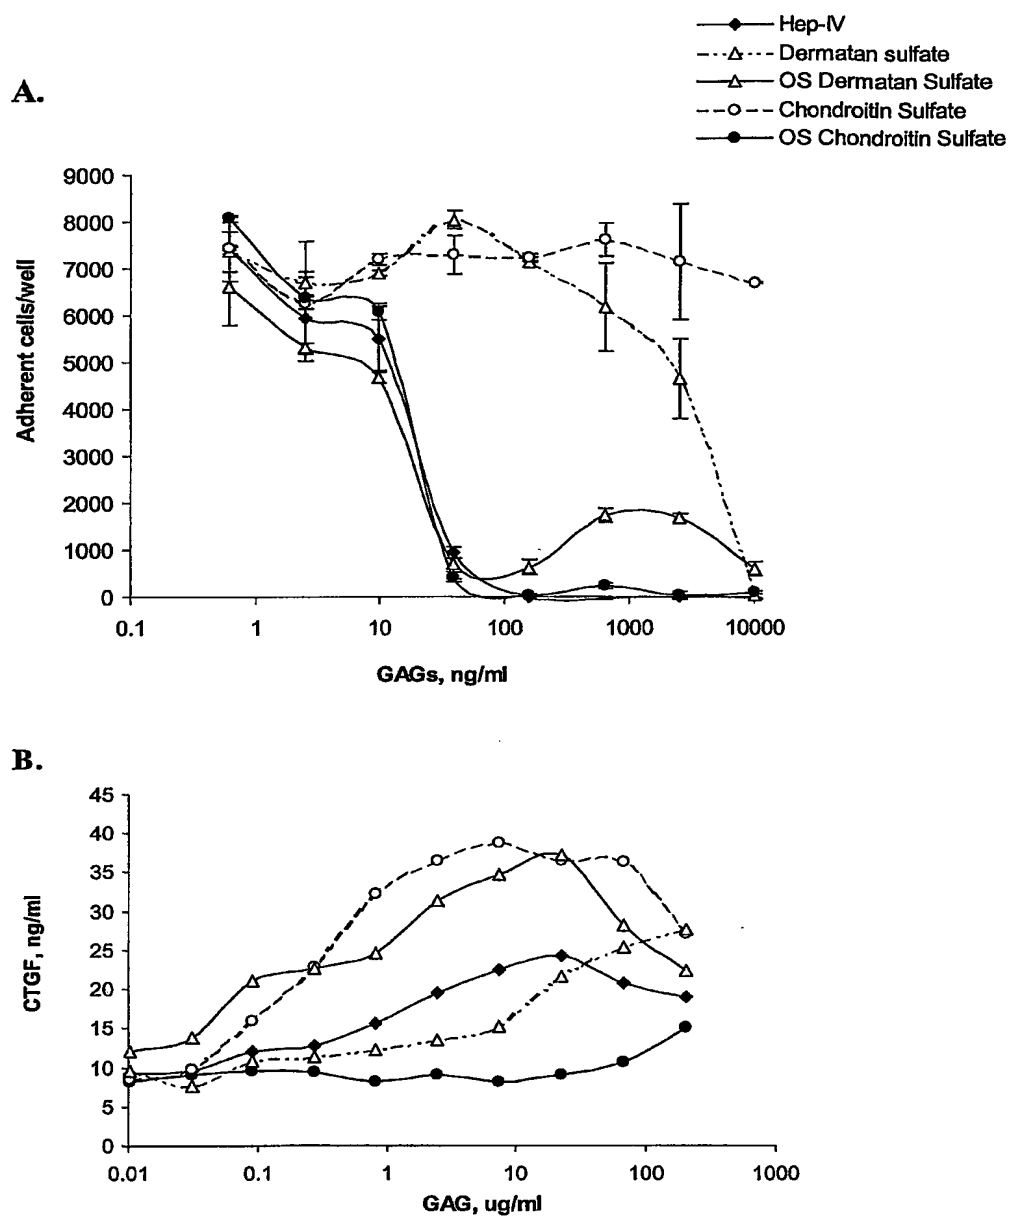 Hep-IV
Dermatan sulfate
OS Dermatan Sulfate
Chondroitin Sulfate
OS Chondroitin Sulfate
A.
9000
8000
7000
6000
5000
4000
3000
2000
1000
0
Adherent cells/well
0.1 1 10 100 1000 10000
GAGs, ng/ml
B.
45
40
35
30
25
20
15
10
5
0
CTGF, ng/ml
0.01 0.1 1 10 100 1000
GAG, ug/ml